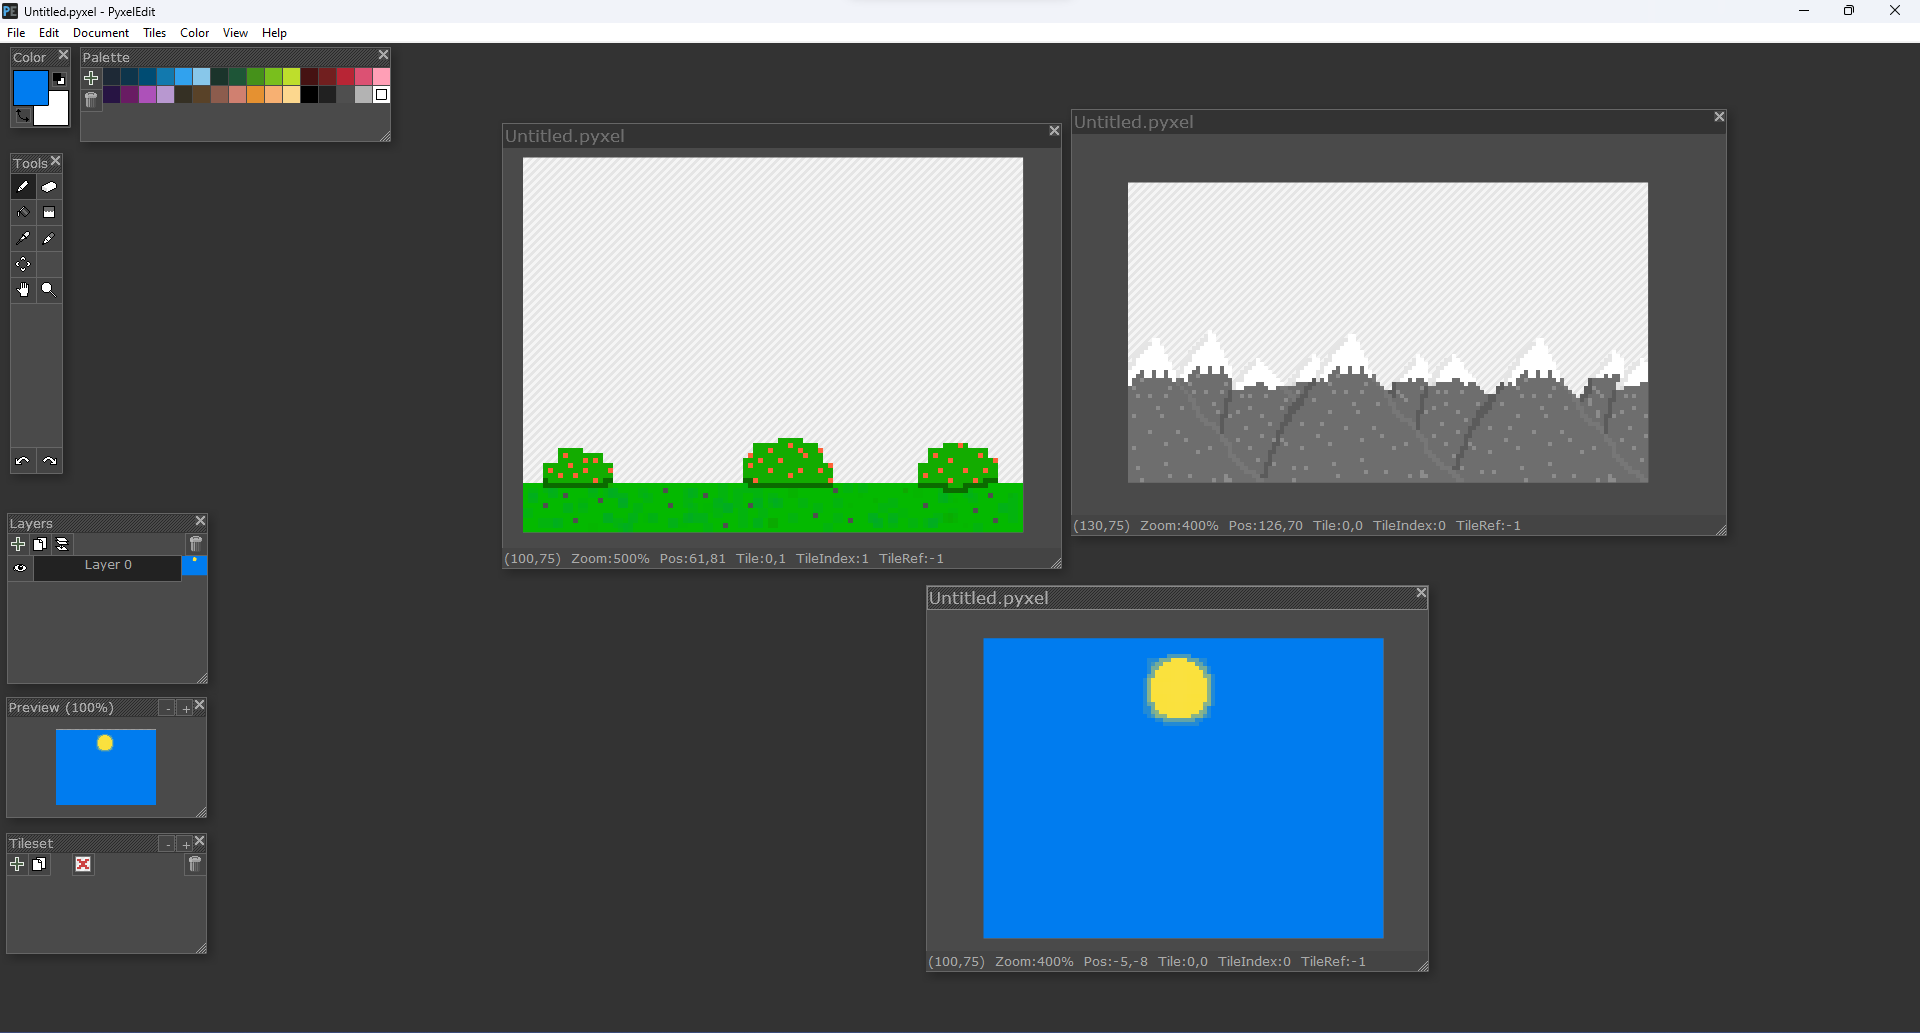 PE Untitled.pyxel - PyxelEdit
File Edit Document Tiles Color View Help
Color
Palette
Tools
Untitled.pyxel
(100,75) Zoom:500% Pos:61,81 Tile:0,1 TileIndex:1 TileRef:-1
Untitled.pyxel
(130,75) Zoom:400% Pos:126,70 Tile:0,0 TileIndex:0 TileRef:-1
Layers
Layer 0
Preview (100%) - +
Tileset - +
Untitled.pyxel
(100,75) Zoom:400% Pos:-5,-8 Tile:0,0 TileIndex:0 TileRef:-1